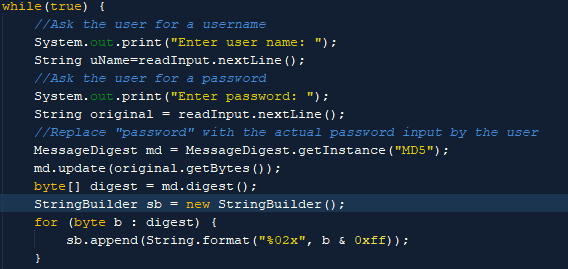 while(true) {
//Ask the user for a username
System.out.print("Enter user name: ");
String uName=readInput.nextLine();
//Ask the user for a password
System.out.print("Enter password: ");
String original = readInput.nextLine();
//Replace "password" with the actual password input by the user
MessageDigest md = MessageDigest.getInstance("MD5");
md.update(original.getBytes());
byte[] digest = md.digest();
StringBuilder sb = new StringBuilder();
for (byte b : digest) {
sb.append(String.format("%02x", b & 0xff));
}